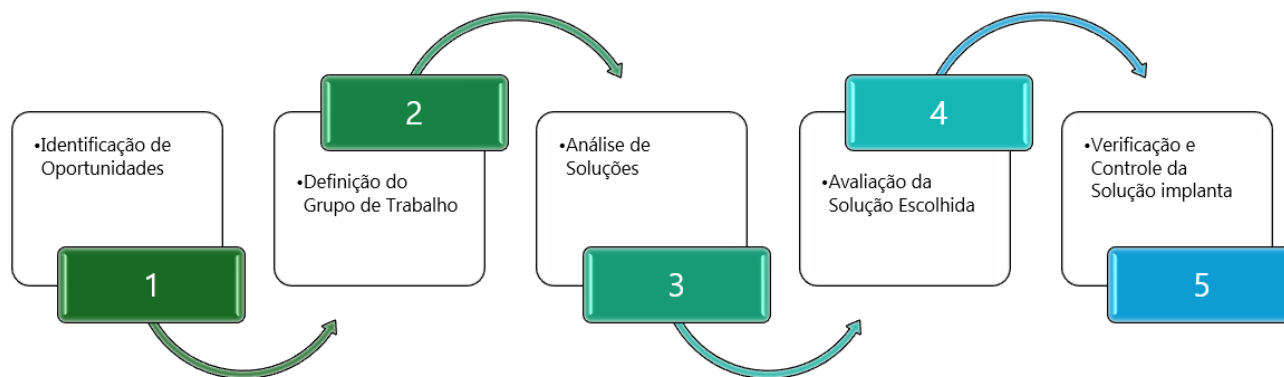 •Identificação de
Oportunidades
1
2
•Definição do
Grupo de Trabalho
•Análise de
Soluções
3
4
•Avaliação da
Solução Escolhida
•Verificação e
Controle da
Solução implanta
5